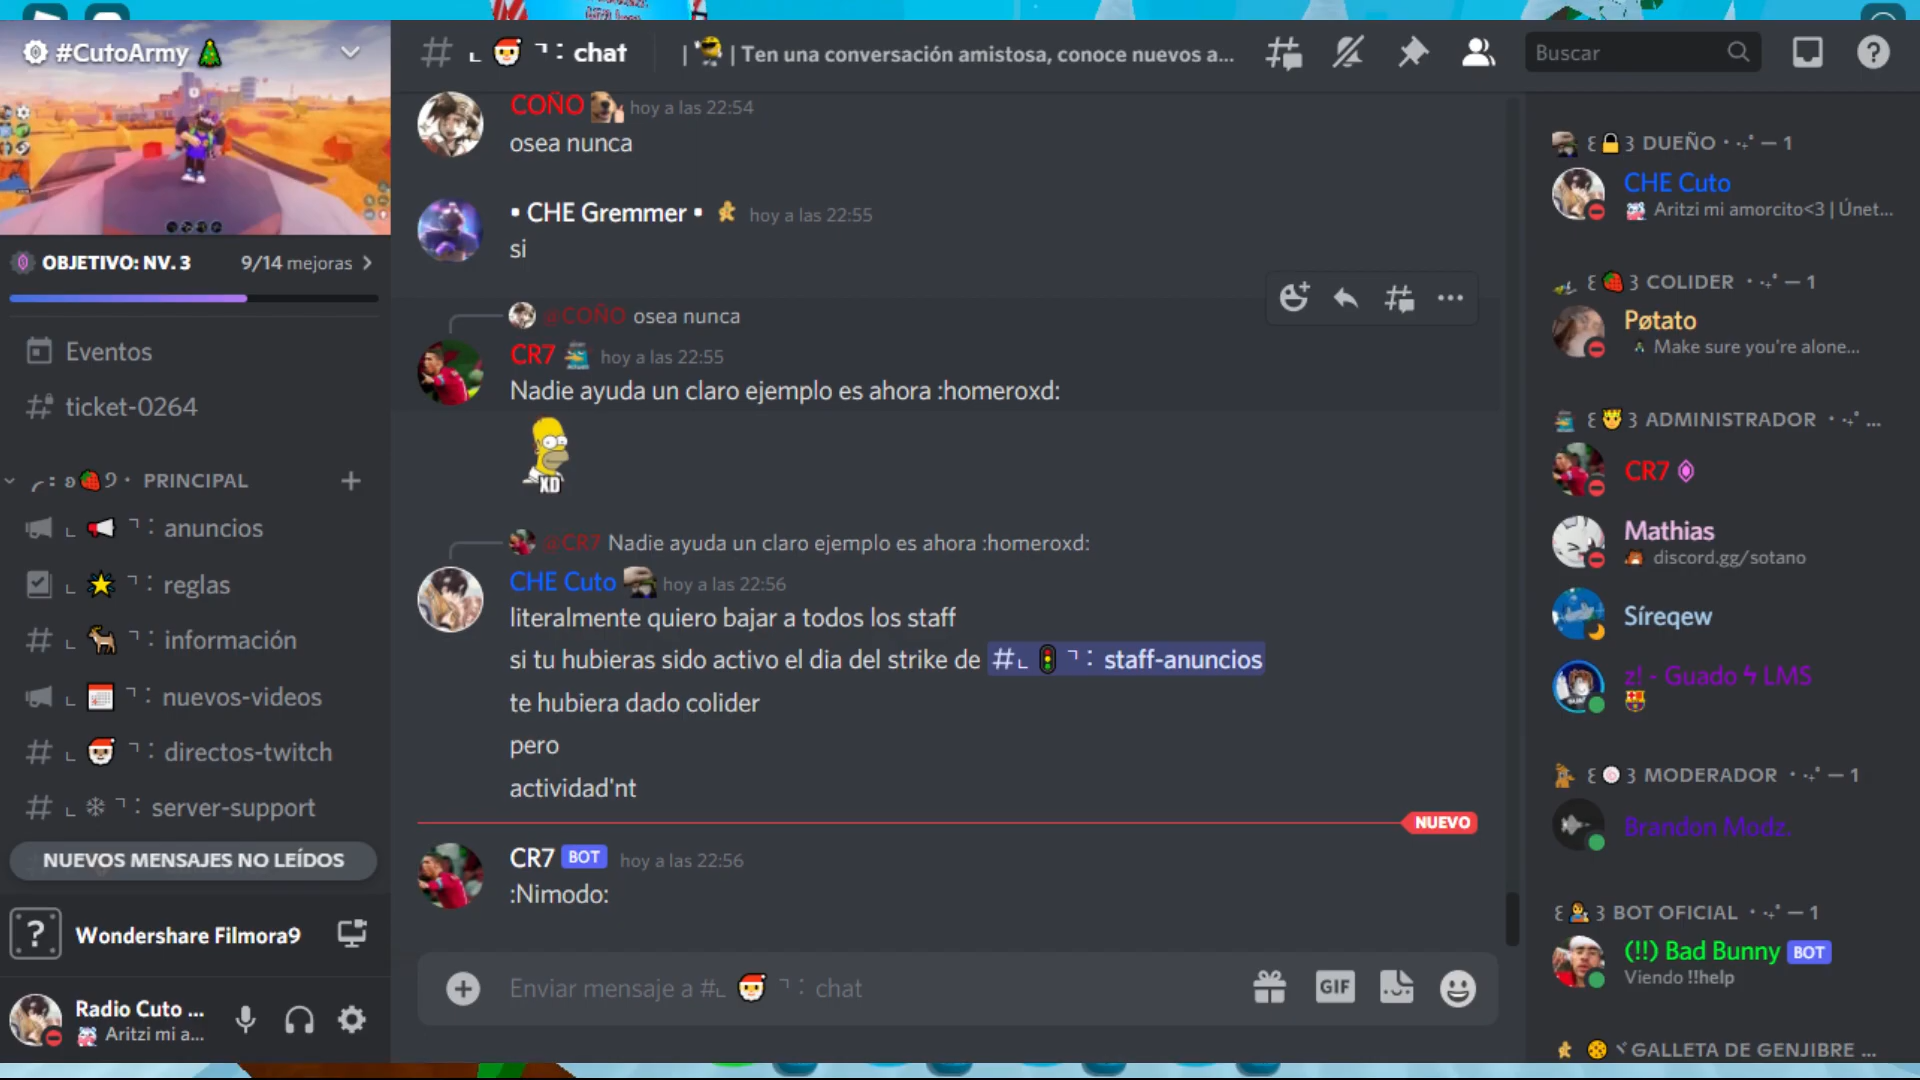 #CutoArmy
OBJETIVO: NV. 3 9/14 mejoras
Eventos
ticket-0264
PRINCIPAL
anuncios
reglas
información
nuevos-videos
directos-twitch
server-support
NUEVOS MENSAJES NO LEÍDOS
Wondershare Filmora9
Radio Cuto ...
Aritzi mi a...
chat
| | Ten una conversación amistosa, conoce nuevos a...
Buscar
COÑO hoy a las 22:54
osea nunca
▪ CHE Gremmer ▪ hoy a las 22:55
si
@COÑO osea nunca
CR7 hoy a las 22:55
Nadie ayuda un claro ejemplo es ahora :homeroxd:
XD
@CR7 Nadie ayuda un claro ejemplo es ahora :homeroxd:
CHE Cuto hoy a las 22:56
literalmente quiero bajar a todos los staff
si tu hubieras sido activo el dia del strike de #⌞🚦⌝: staff-anuncios
te hubiera dado colider
pero
actividad'nt
NUEVO
CR7 BOT hoy a las 22:56
:Nimodo:
Enviar mensaje a #⌞🎅⌝: chat
GIF
DUEÑO — 1
CHE Cuto
Aritzi mi amorcito<3 | Únet...
COLIDER — 1
Pøtato
Make sure you're alone...
ADMINISTRADOR ...
CR7
Mathias
discord.gg/sotano
Síreqew
z! - Guado ϟ LMS
MODERADOR — 1
Brandon Modz.
BOT OFICIAL — 1
(!!) Bad Bunny BOT
Viendo !!help
GALLETA DE GENJIBRE ...